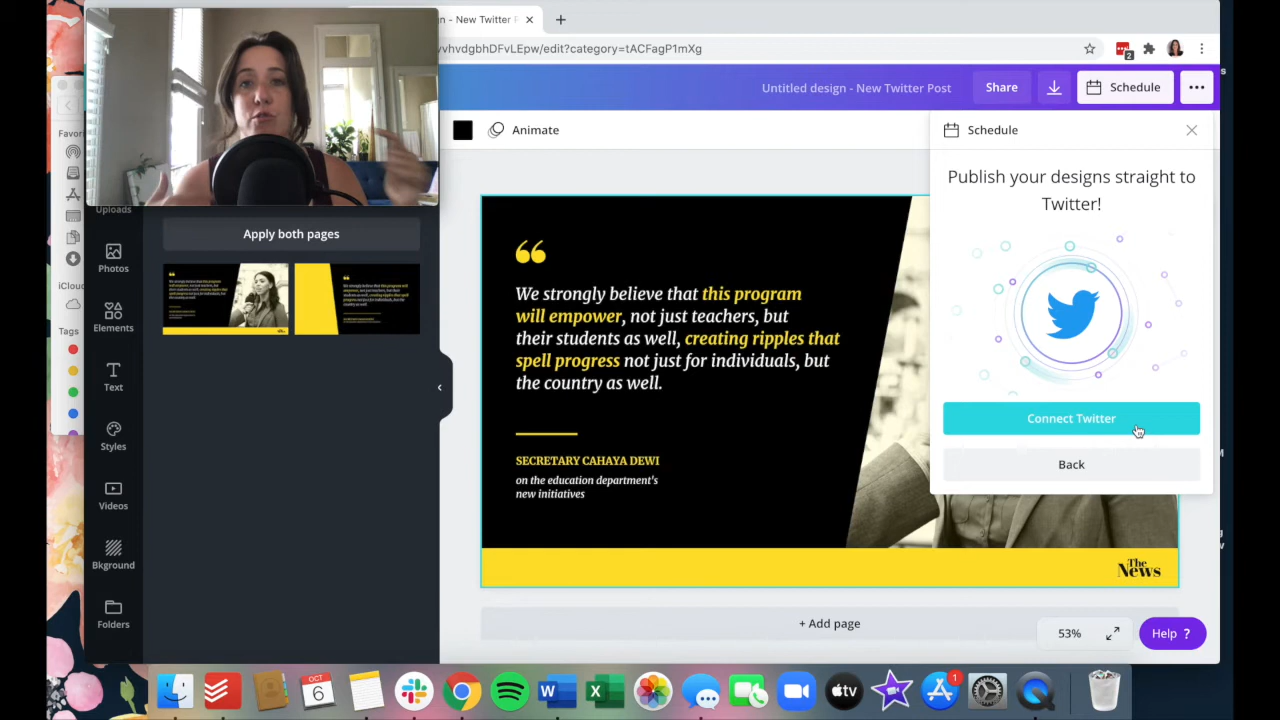 - New Twitter
vvhvdgbhDFvLEpw/edit?category=tACFagP1mXg
2
Untitled design - New Twitter Post
Share
Schedule
Animate
Schedule
Publish your designs straight to
Twitter!
Connect Twitter
Back
Favor
iCloud
Tags
Uploads
Photos
Elements
Text
Styles
Videos
Bkground
Folders
Apply both pages
We strongly believe that this program
will empower, not just teachers, but
their students as well, creating ripples that
spell progress not just for individuals, but
the country as well.
SECRETARY CAHAYA DEWI
on the education department's
new initiatives
The
News
+ Add page
53%
Help ?
OCT
6
W
X
tv
1